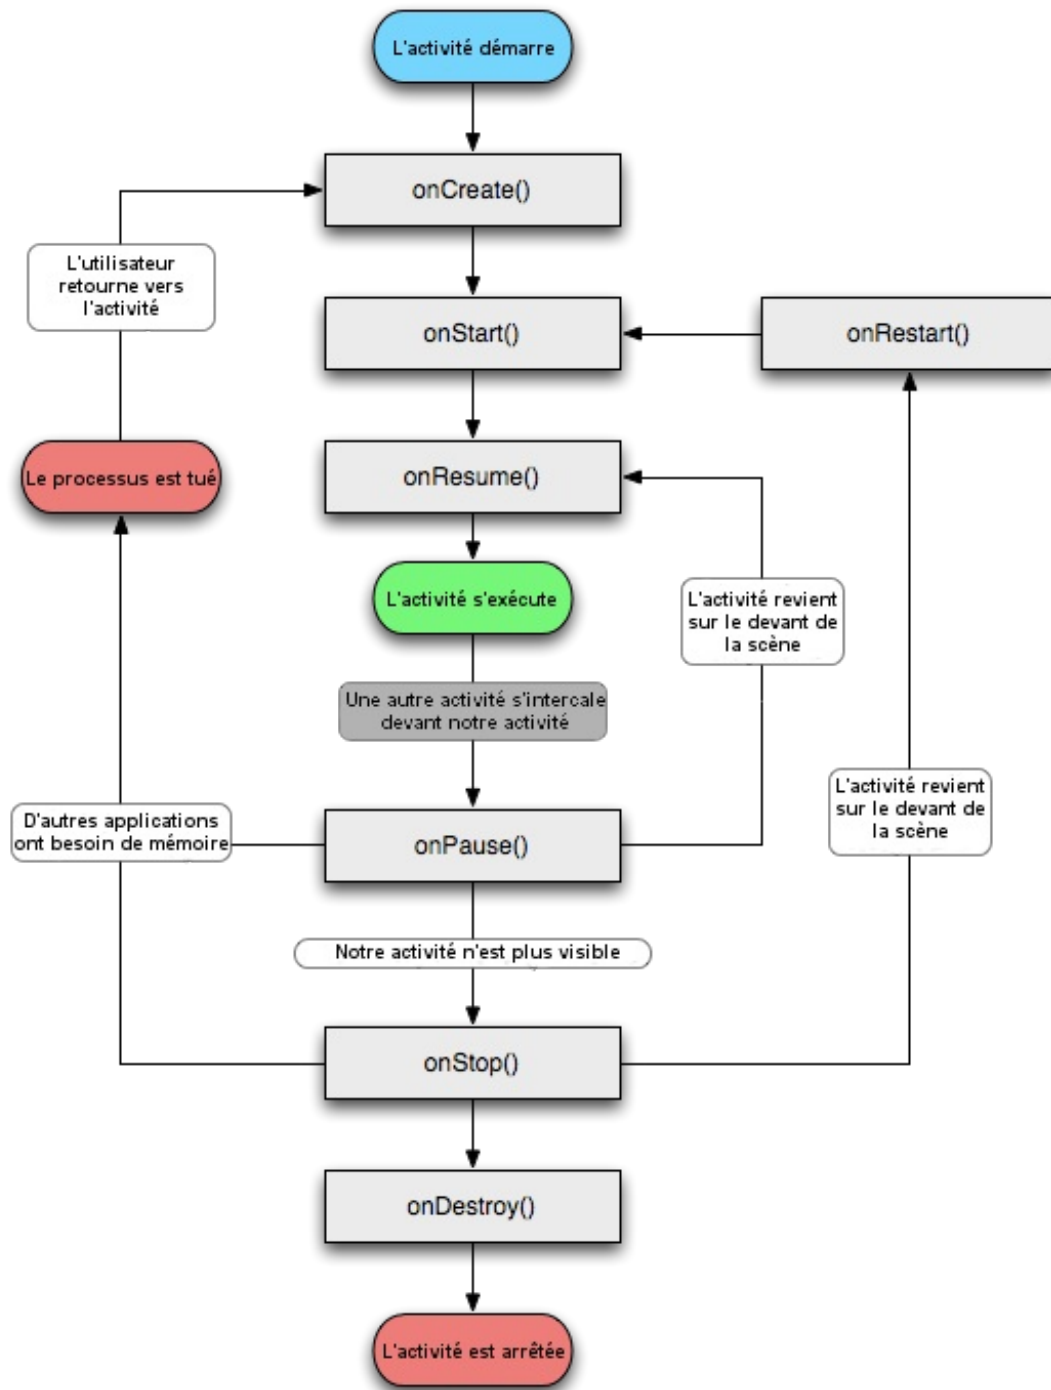 L'activité démarre
onCreate()
L'utilisateur
retourne vers
l'activité
onStart()
onRestart()
Le processus est tué
onResume()
L'activité s'exécute
L'activité revient
sur le devant de
la scène
Une autre activité s'intercale
devant notre activité
L'activité revient
sur le devant de
la scène
D'autres applications
ont besoin de mémoire
onPause()
Notre activité n'est plus visible
onStop()
onDestroy()
L'activité est arrêtée